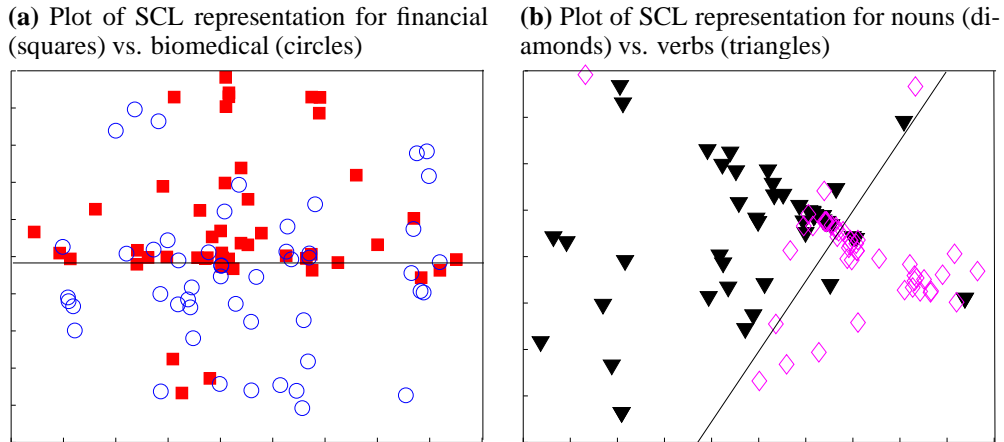 (a) Plot of SCL representation for financial
(squares) vs. biomedical (circles)
(b) Plot of SCL representation for nouns (di-
amonds) vs. verbs (triangles)